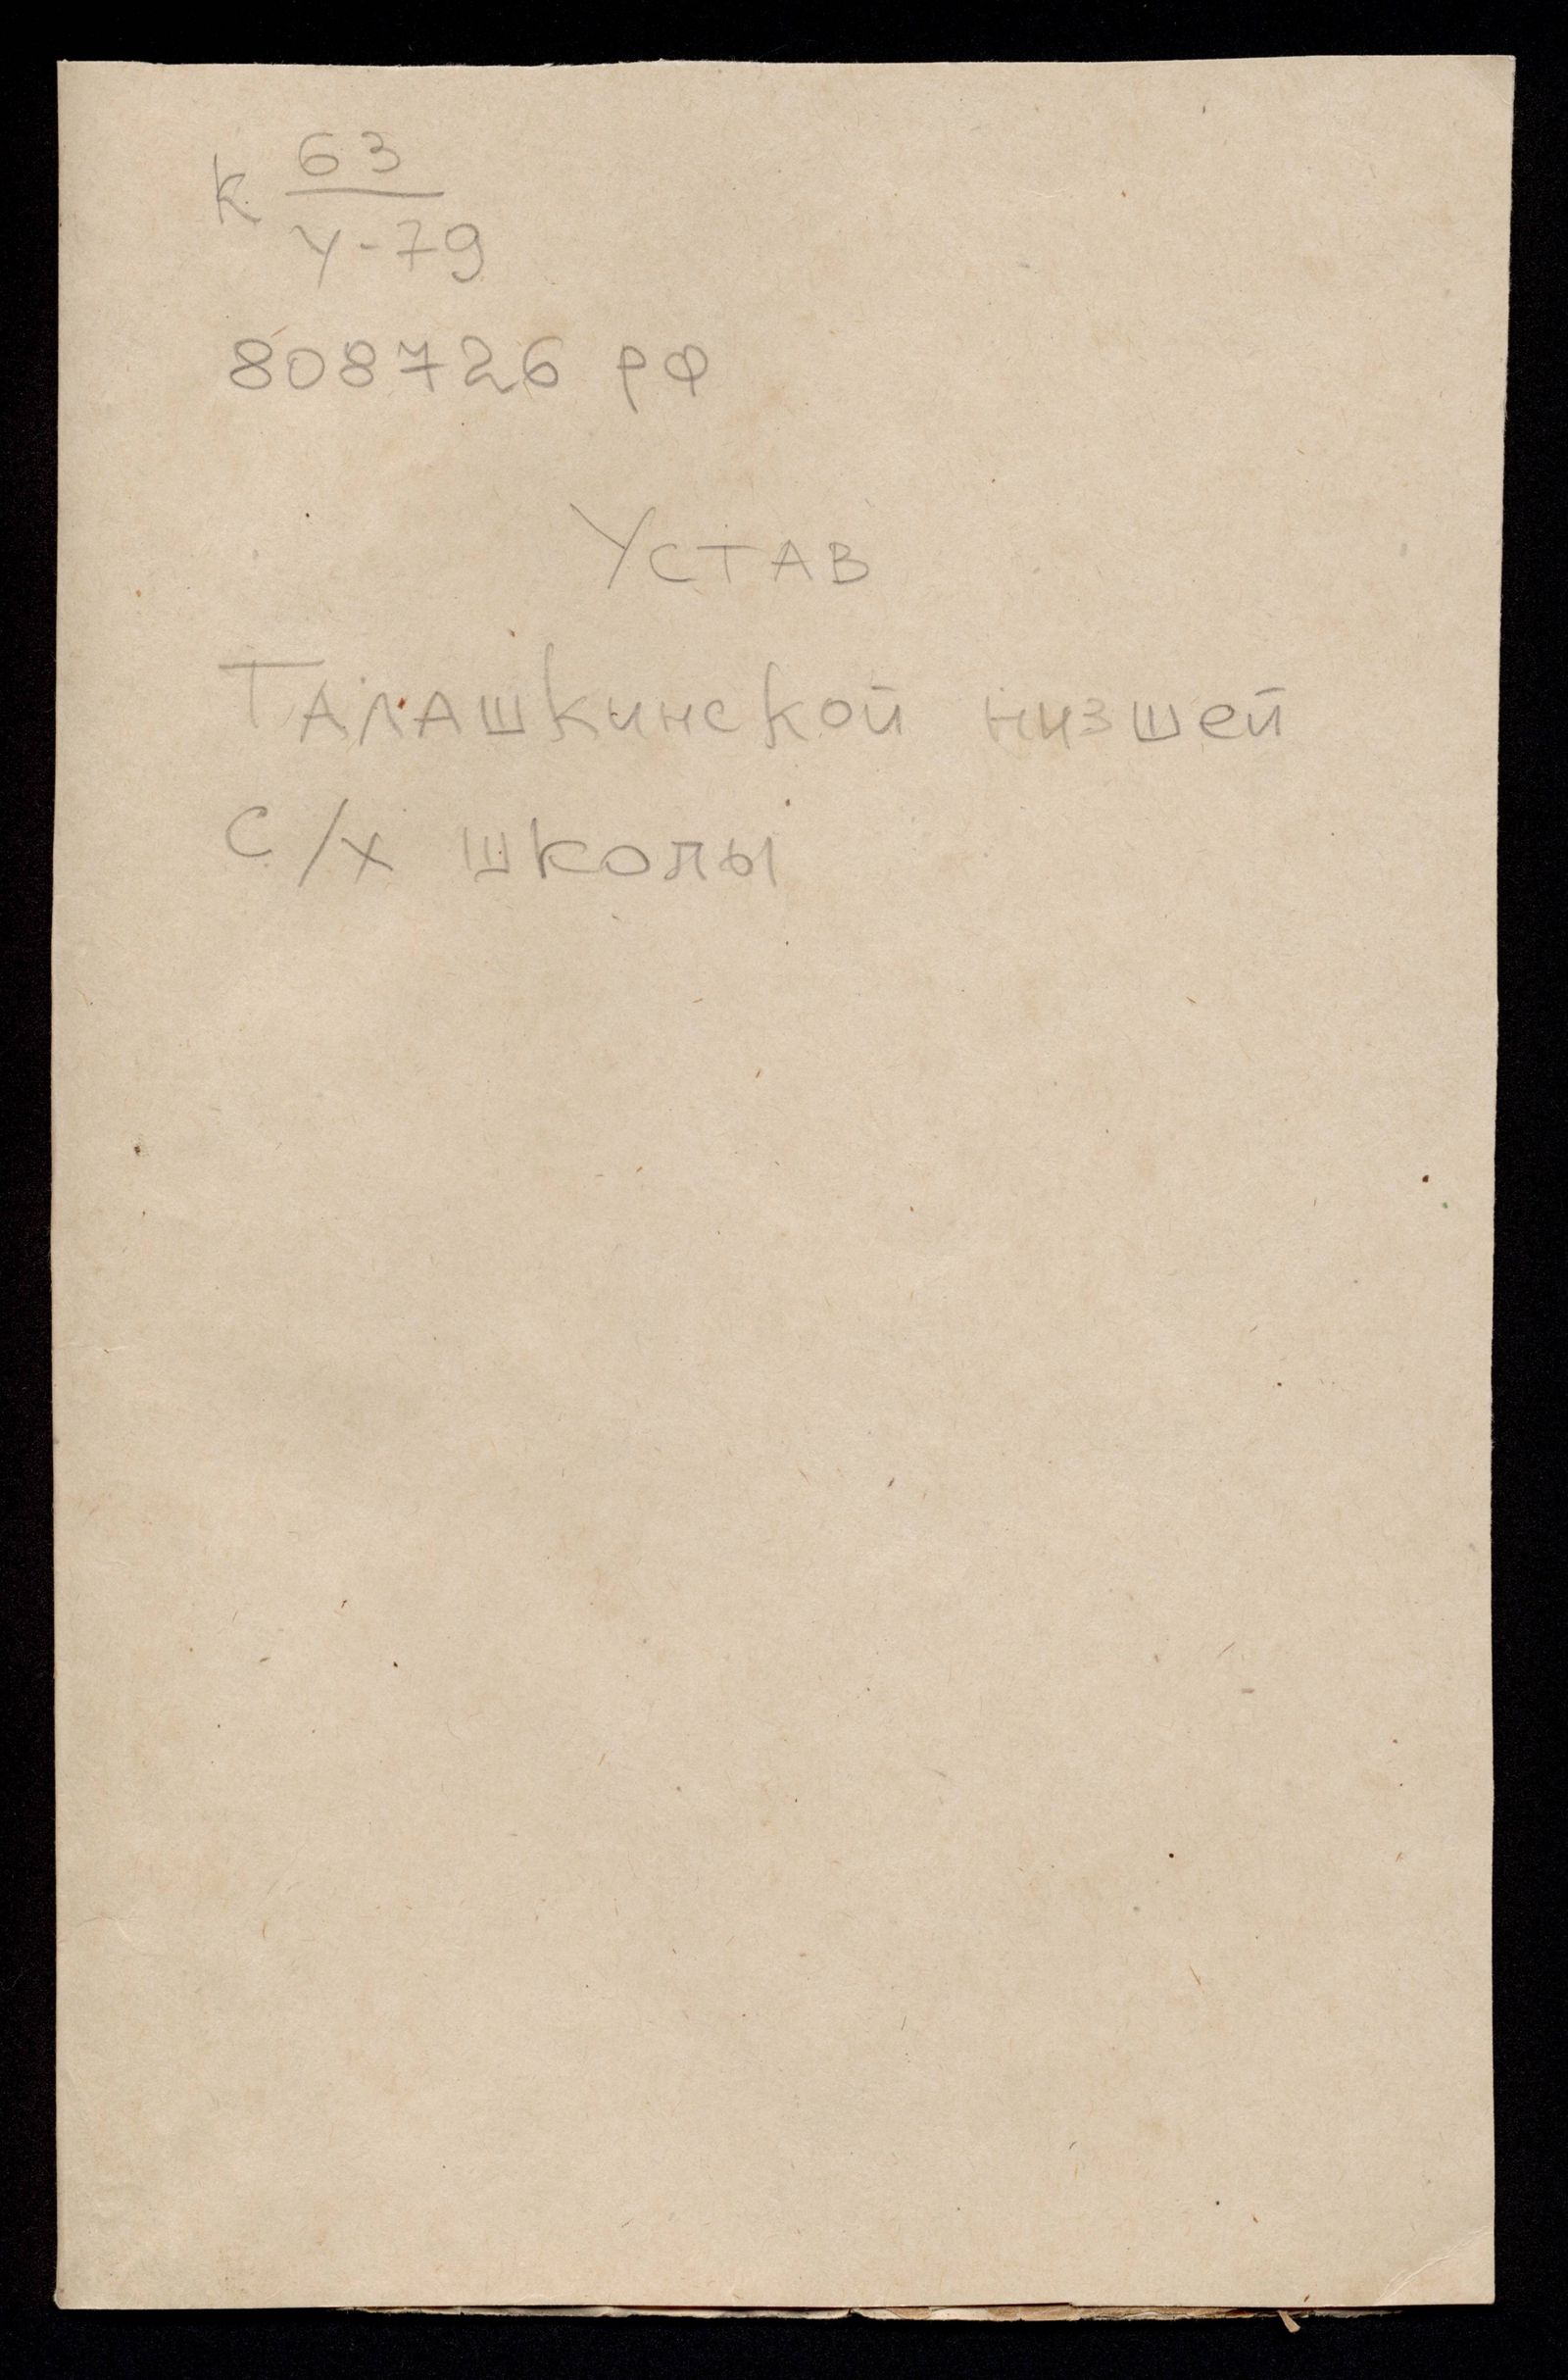 к 63
У-79
808726 рф
Устав
Талашкинской низшей
с/х школы